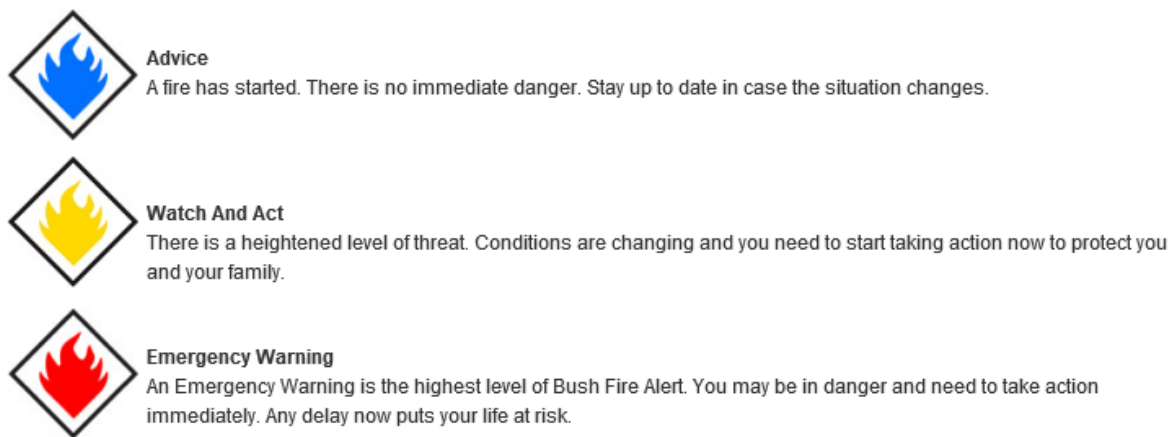 Advice
A fire has started. There is no immediate danger. Stay up to date in case the situation changes.
Watch And Act
There is a heightened level of threat. Conditions are changing and you need to start taking action now to protect you
and your family.
Emergency Warning
An Emergency Warning is the highest level of Bush Fire Alert. You may be in danger and need to take action
immediately. Any delay now puts your life at risk.